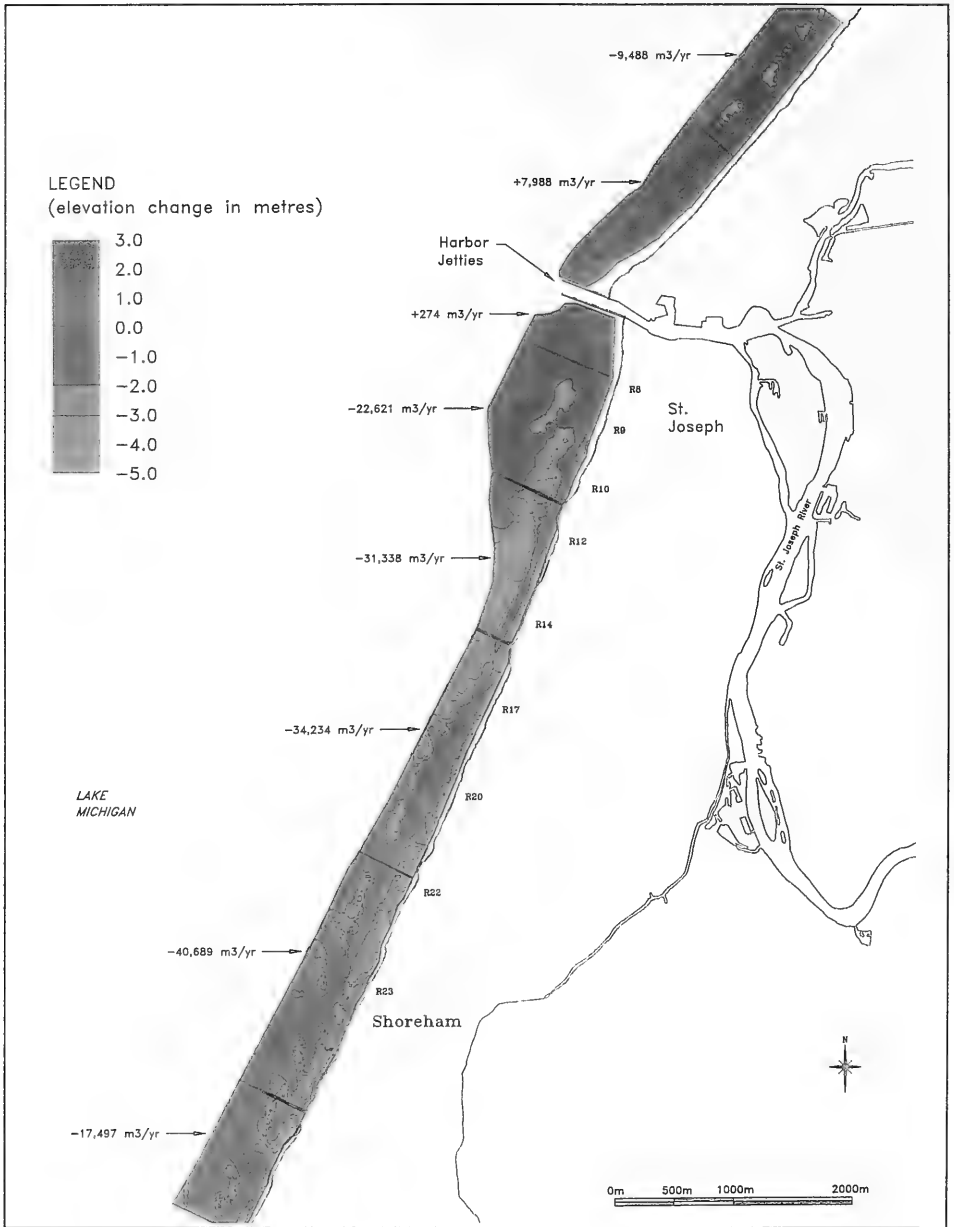 -9,488 m3/yr
LEGEND
(elevation change in metres)
3.0
2.0
1.0
0.0
-1.0
-2.0
-3.0
-4.0
-5.0
+7,988 m3/yr
Harbor
Jetties
+274 m3/yr
R8
St.
Joseph
-22,621 m3/yr
R9
R10
St. Joseph River
R12
-31,338 m3/yr
R14
R17
-34,234 m3/yr
LAKE
MICHIGAN
R20
R22
-40,689 m3/yr
R23
Shoreham
N
-17,497 m3/yr
0m 500m 1000m 2000m